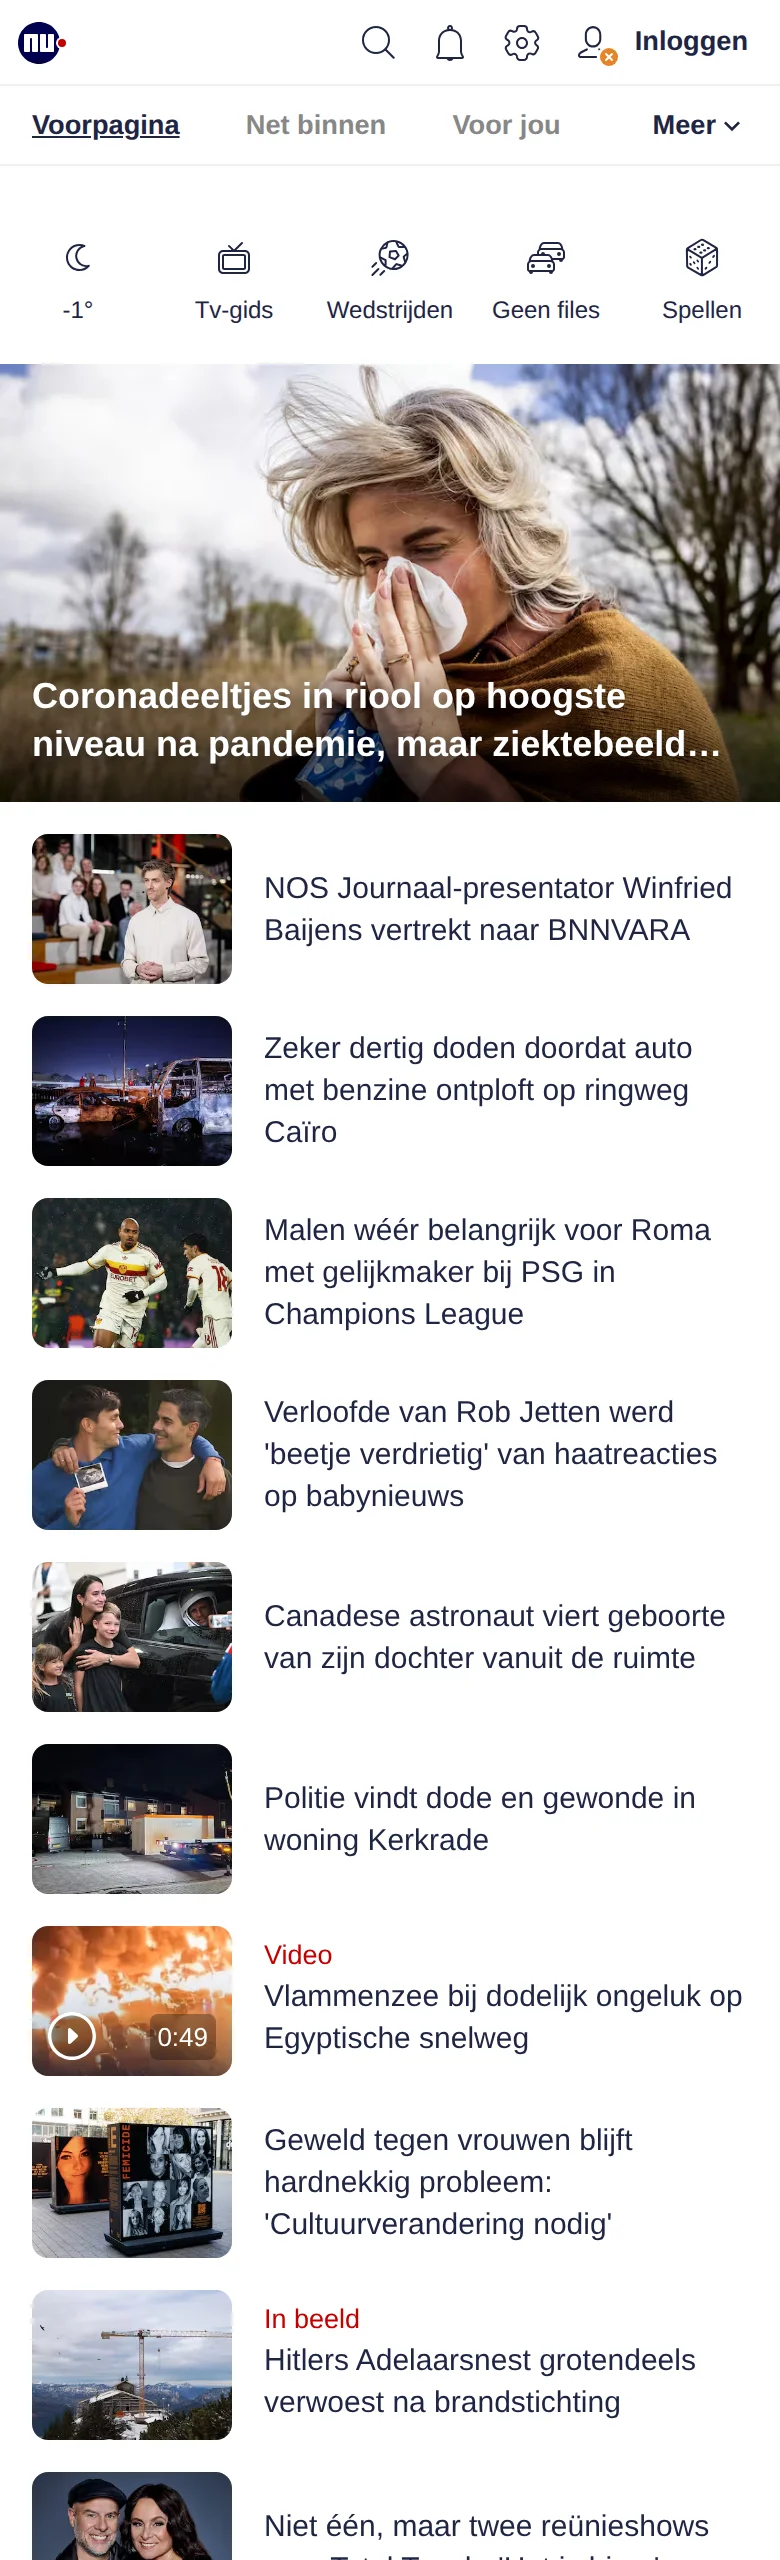 nu
Inloggen
Voorpagina
Net binnen
Voor jou
Meer
-1°
Tv-gids
Wedstrijden
Geen files
Spellen
Coronadeeltjes in riool op hoogste
niveau na pandemie, maar ziektebeeld...
NOS Journaal-presentator Winfried
Baijens vertrekt naar BNNVARA
Zeker dertig doden doordat auto
met benzine ontploft op ringweg
Caïro
EUROBET
18
Malen wéér belangrijk voor Roma
met gelijkmaker bij PSG in
Champions League
Verloofde van Rob Jetten werd
'beetje verdrietig' van haatreacties
op babynieuws
Canadese astronaut viert geboorte
van zijn dochter vanuit de ruimte
Politie vindt dode en gewonde in
woning Kerkrade
0:49
Video
Vlammenzee bij dodelijk ongeluk op
Egyptische snelweg
FEMICIDE
Geweld tegen vrouwen blijft
hardnekkig probleem:
'Cultuurverandering nodig'
In beeld
Hitlers Adelaarsnest grotendeels
verwoest na brandstichting
Niet één, maar twee reünieshows